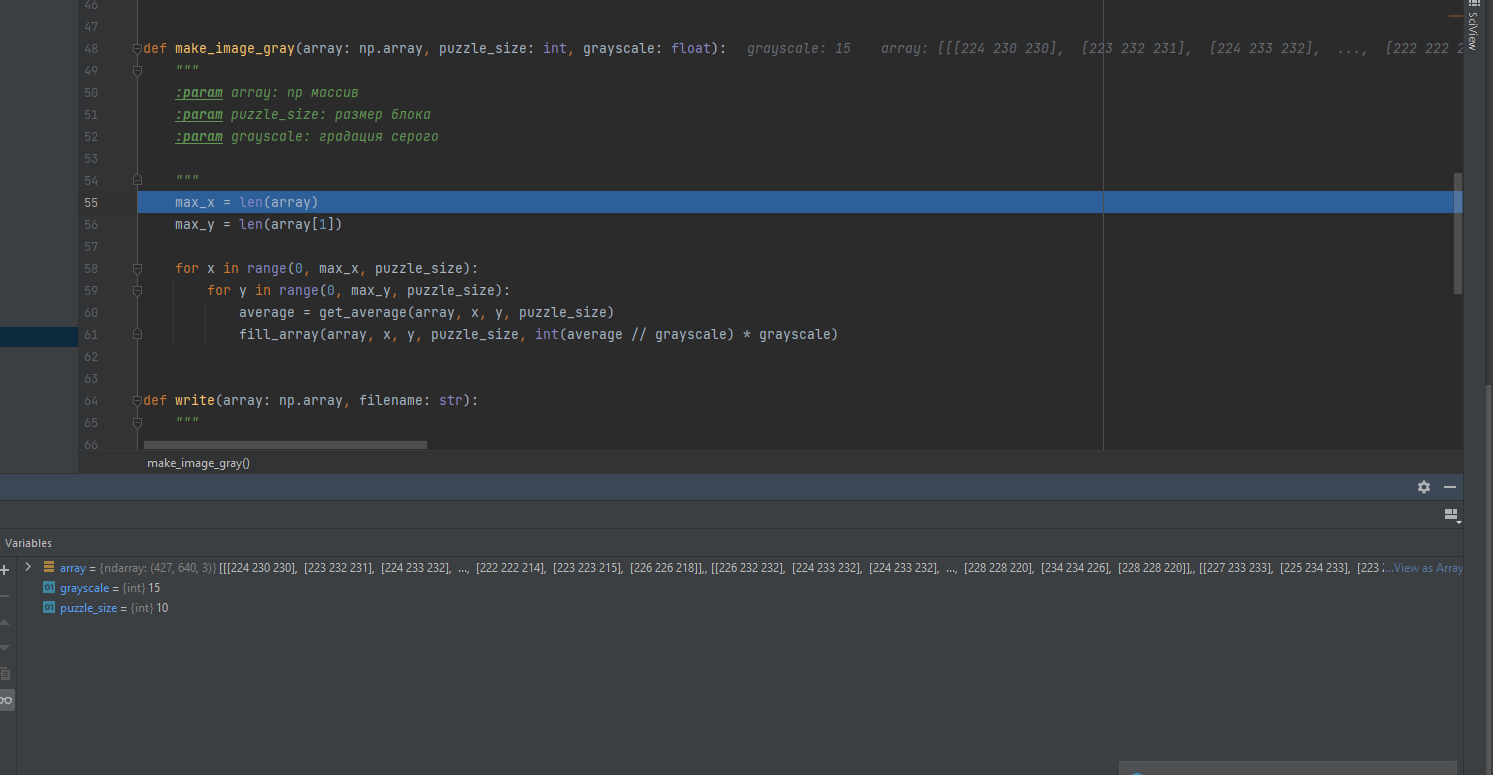 46
47
48 def make_image_gray(array: np.array, puzzle_size: int, grayscale: float): grayscale: 15 array: [[[224 230 230], [223 232 231], [224 233 232], ..., [222 222 2
49 """
50 :param array: np массив
51 :param puzzle_size: размер блока
52 :param grayscale: градация серого
53
54 """
55 max_x = len(array)
56 max_y = len(array[1])
57
58 for x in range(0, max_x, puzzle_size):
59 for y in range(0, max_y, puzzle_size):
60 average = get_average(array, x, y, puzzle_size)
61 fill_array(array, x, y, puzzle_size, int(average // grayscale) * grayscale)
62
63
64 def write(array: np.array, filename: str):
65 """
66
SciView
make_image_gray()
Variables
array = {ndarray: (427, 640, 3)} [[[224 230 230], [223 232 231], [224 233 232], ..., [222 222 214], [223 223 215], [226 226 218]],, [[226 232 232], [224 233 232], [224 233 232], ..., [228 228 220], [234 234 226], [228 228 220]],, [[227 233 233], [225 234 233], [223 ...View as Array
01 grayscale = {int} 15
01 puzzle_size = {int} 10